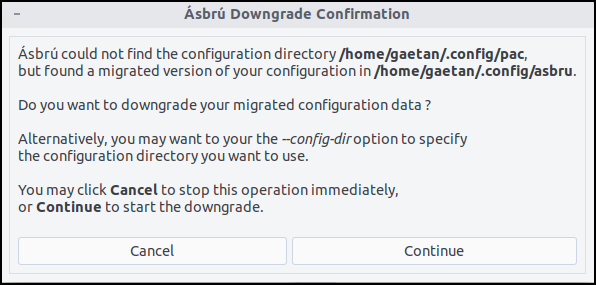 Ásbrú Downgrade Confirmation
Ásbrú could not find the configuration directory /home/gaetan/.config/pac,
but found a migrated version of your configuration in /home/gaetan/.config/asbru.
Do you want to downgrade your migrated configuration data ?
Alternatively, you may want to your the --config-dir option to specify
the configuration directory you want to use.
You may click Cancel to stop this operation immediately,
or Continue to start the downgrade.
Cancel
Continue